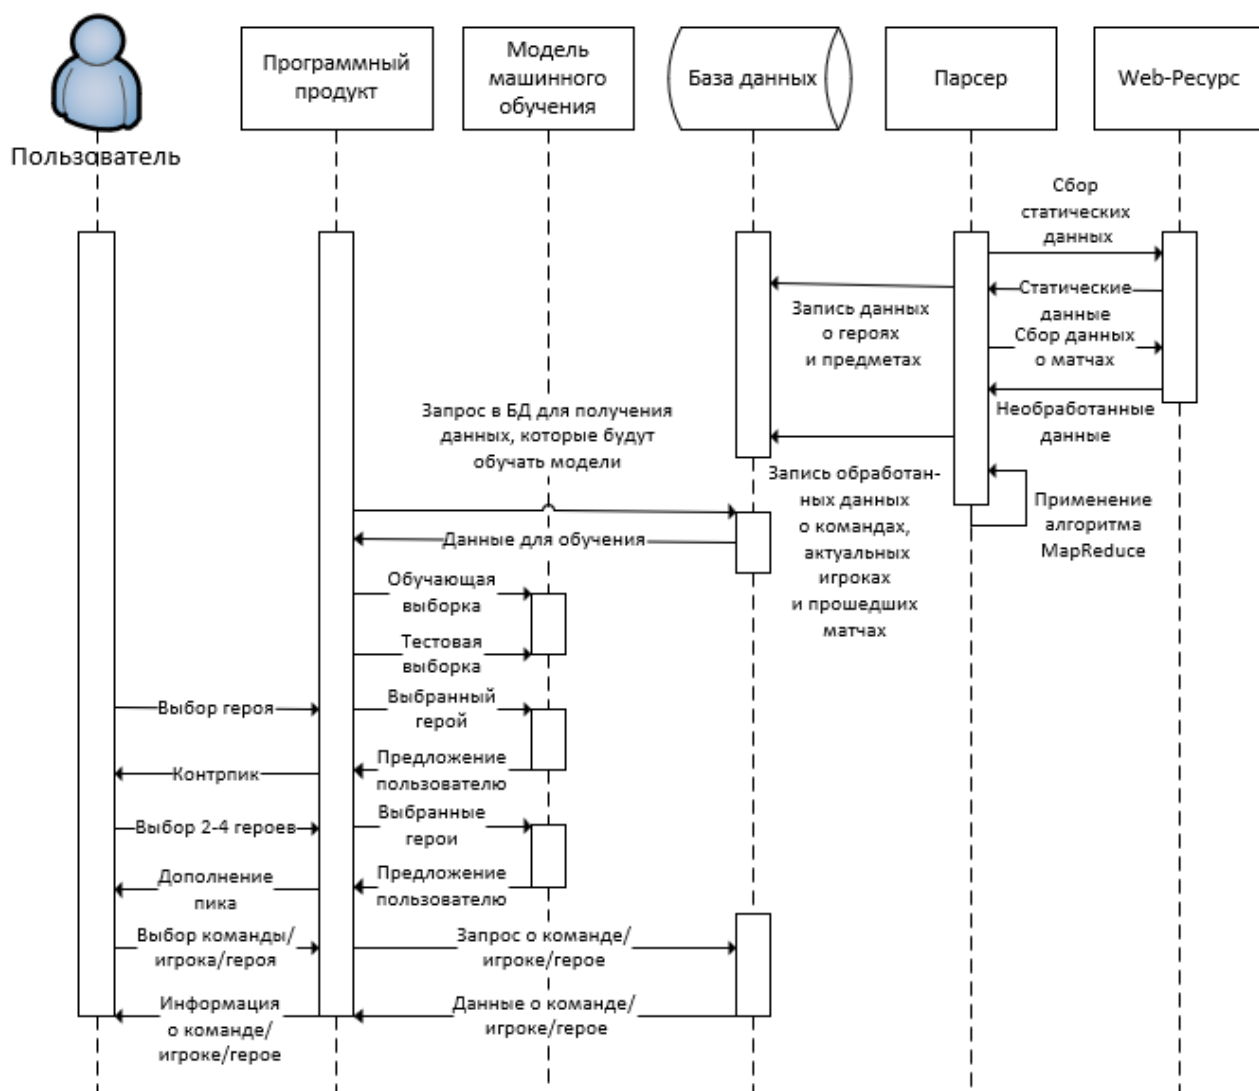 Пользователь
Программный
продукт
Модель
машинного
обучения
База данных
Парсер
Web-Ресурс
Сбор
статических
данных
Статические
данные
Запись данных
о героях
и предметах
Сбор данных
о матчах
Необработанные
данные
Запрос в БД для получения
данных, которые будут
обучать модели
Запись обработан-
ных данных
о командах,
актуальных
игроках
и прошедших
матчах
Применение
алгоритма
MapReduce
Данные для обучения
Обучающая
выборка
Тестовая
выборка
Выбор героя
Выбранный
герой
Контрпик
Предложение
пользователю
Выбор 2-4 героев
Выбранные
герои
Дополнение
пика
Предложение
пользователю
Выбор команды/
игрока/героя
Запрос о команде/
игроке/герое
Информация
о команде/
игроке/герое
Данные о команде/
игроке/герое